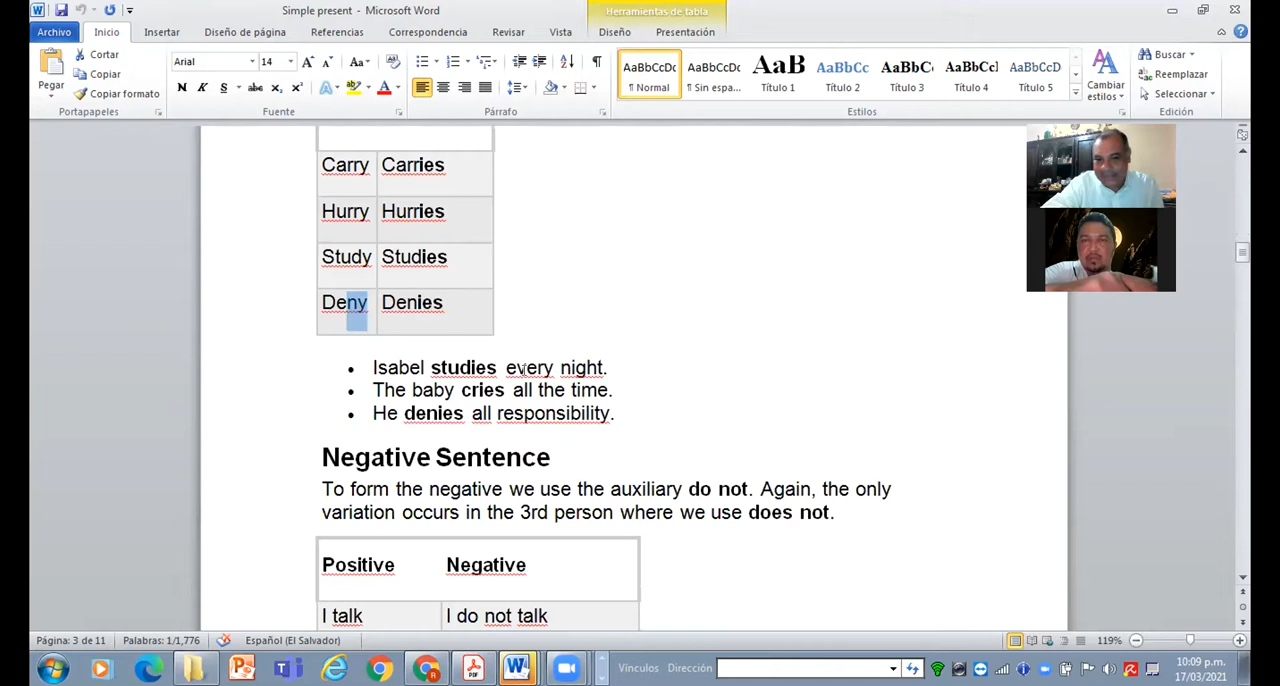 Simple present - Microsoft Word
Herramientas de tabla
Archivo Inicio Insertar Diseño de página Referencias Correspondencia Revisar Vista Diseño Presentación
Cortar
Copiar
Copiar formato
Pegar
Portapapeles
Arial 14
Fuente
Párrafo
AaBbCcDc AaBbCcDc AaB AaBbCc AaBbC AaBbCcI AaBbCcD
¶ Normal ¶ Sin espa... Título 1 Título 2 Título 3 Título 4 Título 5
Estilos
Cambiar
estilos
Buscar
Reemplazar
Seleccionar
Edición
Carry Carries
Hurry Hurries
Study Studies
Deny Denies
• Isabel studies every night.
• The baby cries all the time.
• He denies all responsibility.
Negative Sentence
To form the negative we use the auxiliary do not. Again, the only
variation occurs in the 3rd person where we use does not.
Positive Negative
I talk I do not talk
Página: 3 de 11 Palabras: 1/1,776 Español (El Salvador) 119%
Vínculos Dirección
10:09 p.m.
17/03/2021